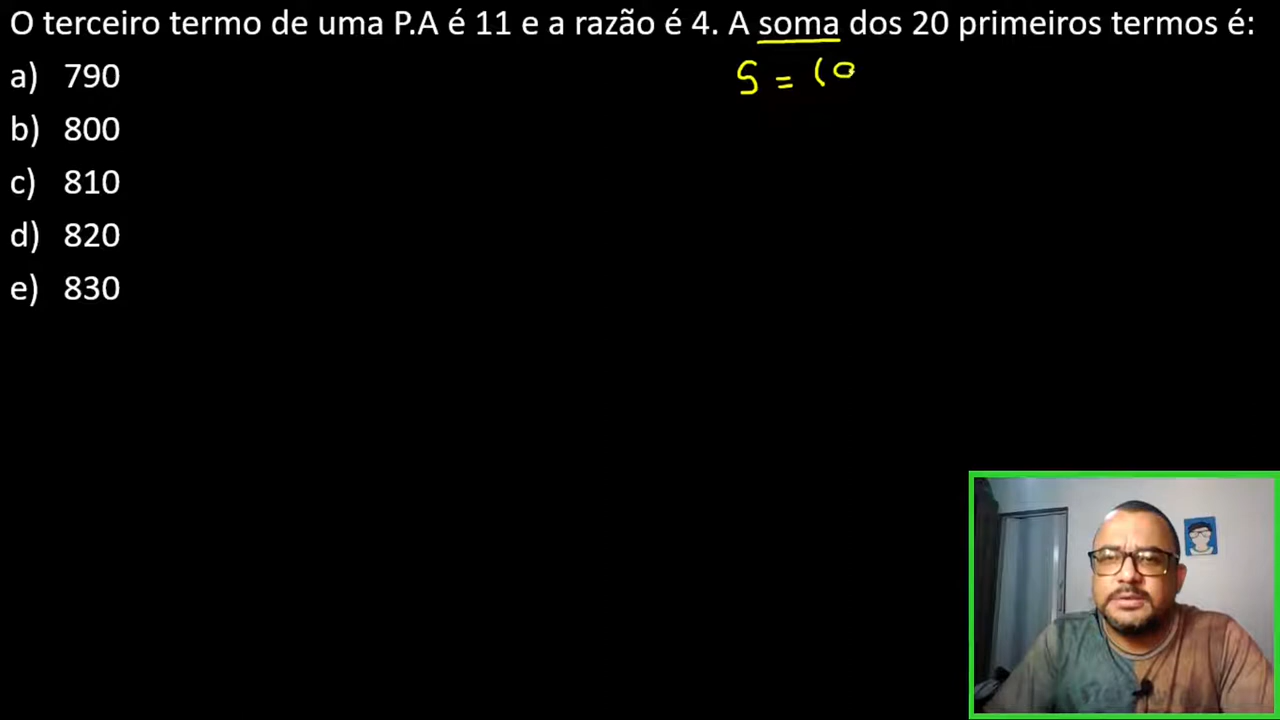 O terceiro termo de uma P.A é 11 e a razão é 4. A soma dos 20 primeiros termos é:
S = (a
a) 790
b) 800
c) 810
d) 820
e) 830